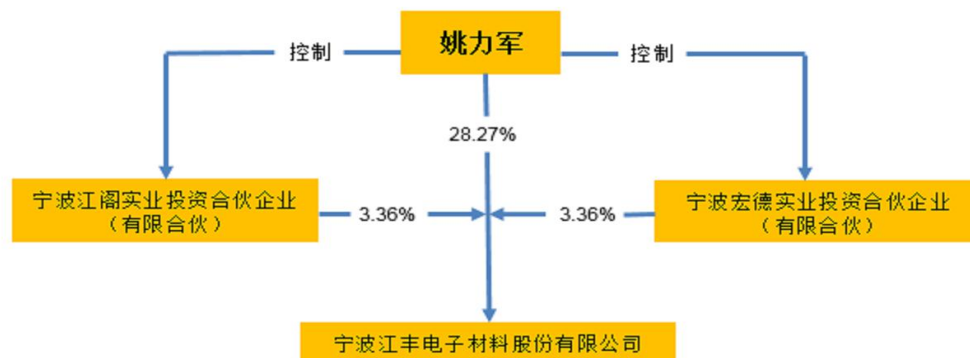 姚力军
控制
控制
28.27%
宁波江阁实业投资合伙企业
（有限合伙）
3.36%
3.36%
宁波宏德实业投资合伙企业
（有限合伙）
宁波江丰电子材料股份有限公司